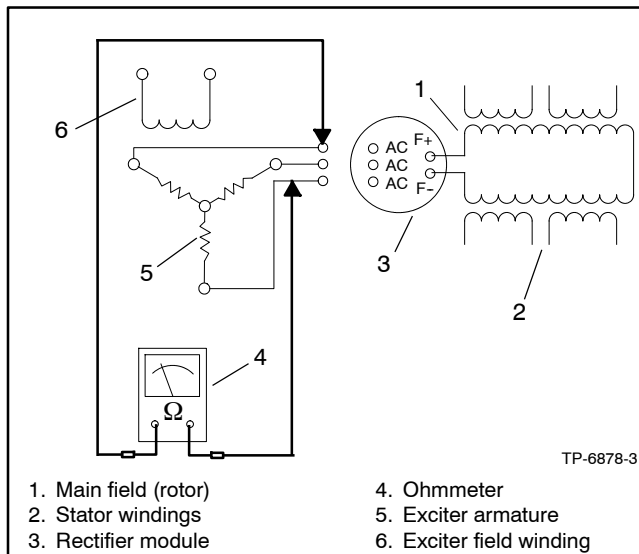 6
5
4
Ω
AC F+
AC
AC F-
3
1
2
TP-6878-3
1. Main field (rotor)
2. Stator windings
3. Rectifier module
4. Ohmmeter
5. Exciter armature
6. Exciter field winding